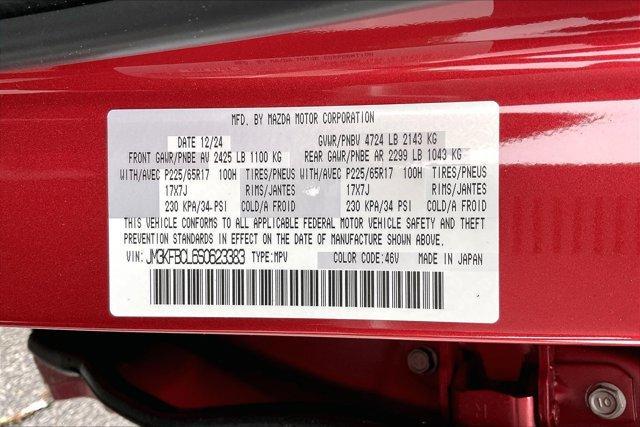 MFD. BY MAZDA MOTOR CORPORATION
DATE 12/24 GVWR/PNBV 4724 LB 2143 KG
FRONT GAWR/PNBE AV 2425 LB 1100 KG REAR GAWR/PNBE AR 2299 LB 1043 KG
WITH/AVEC P225/65R17 100H TIRES/PNEUS WITH/AVEC P225/65R17 100H TIRES/PNEUS
17X7J RIMS/JANTES 17X7J RIMS/JANTES
230 KPA/34 PSI COLD/A FROID 230 KPA/34 PSI COLD/A FROID
THIS VEHICLE CONFORMS TO ALL APPLICABLE FEDERAL MOTOR VEHICLE SAFETY AND THEFT
PREVENTION STANDARDS IN EFFECT ON THE DATE OF MANUFACTURE SHOWN ABOVE.
VIN: JM3KFBCL6S0623383 TYPE:MPV COLOR CODE:46V MADE IN JAPAN
10